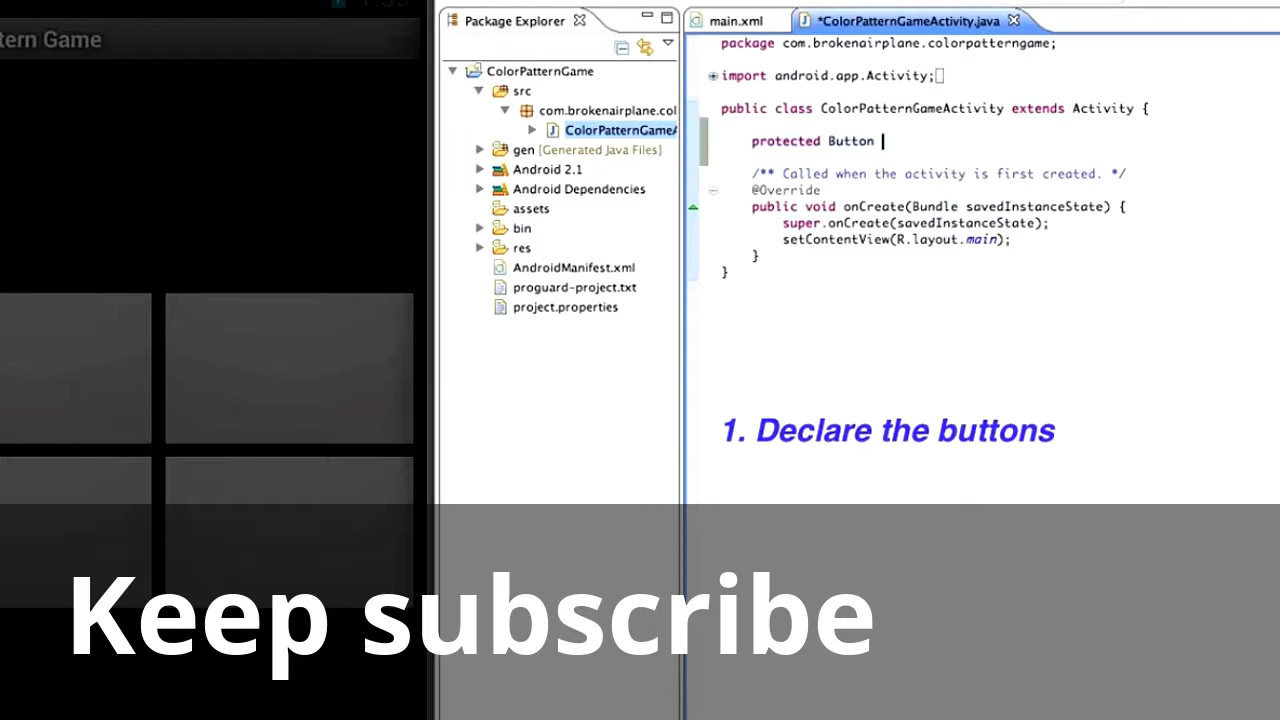 tern Game
Package Explorer
main.xml
*ColorPatternGameActivity.java
ColorPatternGame
src
com.brokenairplane.col
ColorPatternGameA
gen [Generated Java Files]
Android 2.1
Android Dependencies
assets
bin
res
AndroidManifest.xml
proguard-project.txt
project.properties
package com.brokenairplane.colorpatterngame;
import android.app.Activity;
public class ColorPatternGameActivity extends Activity {
protected Button
/** Called when the activity is first created. */
@Override
public void onCreate(Bundle savedInstanceState) {
super.onCreate(savedInstanceState);
setContentView(R.layout.main);
}
}
1. Declare the buttons
Keep subscribe